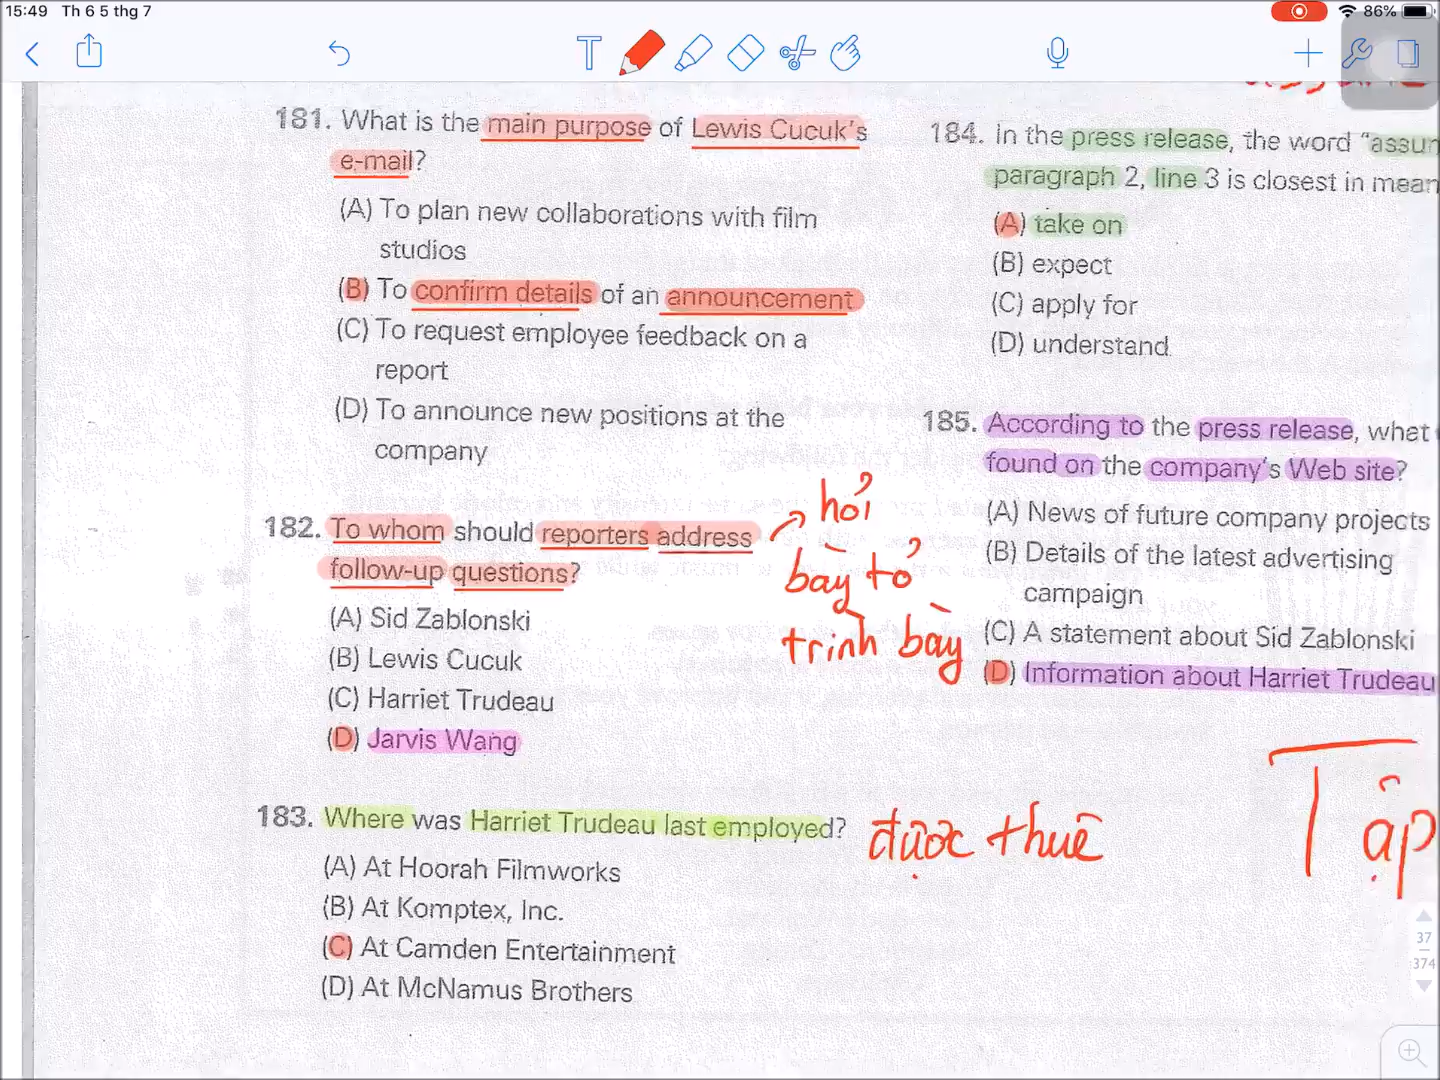 15:49 Th 6 5 thg 7
86%
181. What is the main purpose of Lewis Cucuk's
e-mail?
(A) To plan new collaborations with film
studios
(B) To confirm details of an announcement
(C) To request employee feedback on a
report
(D) To announce new positions at the
company
182. To whom should reporters address
follow-up questions?
(A) Sid Zablonski
(B) Lewis Cucuk
(C) Harriet Trudeau
(D) Jarvis Wang
hỏi
bày tỏ
trình bày
183. Where was Harriet Trudeau last employed?
được thuê
(A) At Hoorah Filmworks
(B) At Komptex, Inc.
(C) At Camden Entertainment
(D) At McNamus Brothers
184. In the press release, the word "assum
paragraph 2, line 3 is closest in mean
(A) take on
(B) expect
(C) apply for
(D) understand
185. According to the press release, what
found on the company's Web site?
(A) News of future company projects
(B) Details of the latest advertising
campaign
(C) A statement about Sid Zablonski
(D) Information about Harriet Trudeau
Tập
37
374